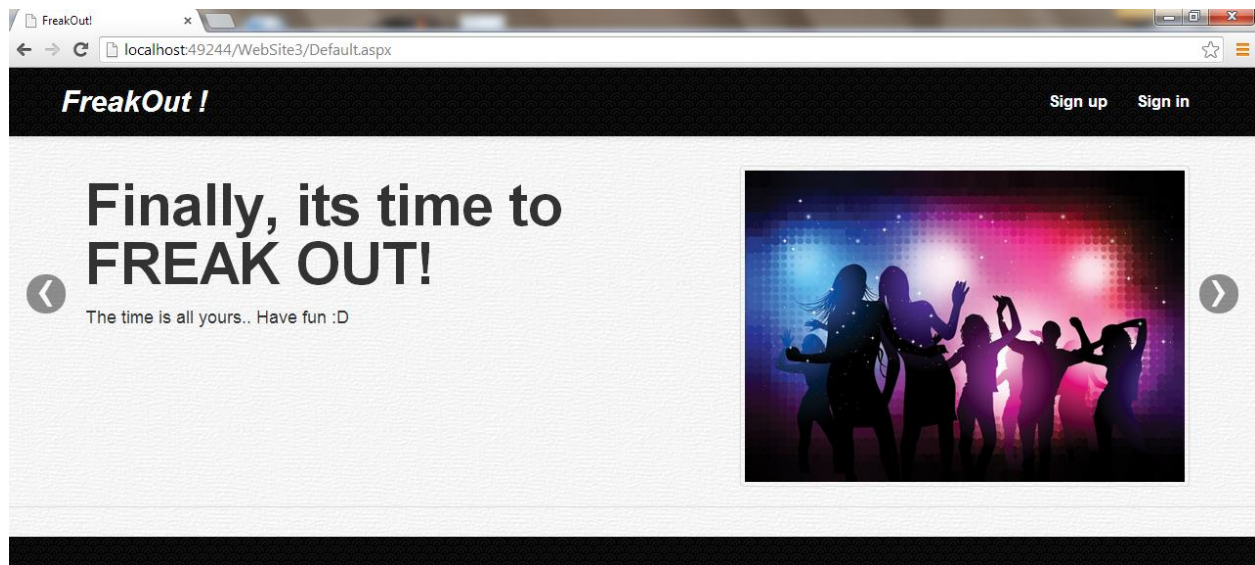 FreakOut!
localhost:49244/WebSite3/Default.aspx
FreakOut !
Sign up Sign in
Finally, its time to
FREAK OUT!
The time is all yours.. Have fun :D